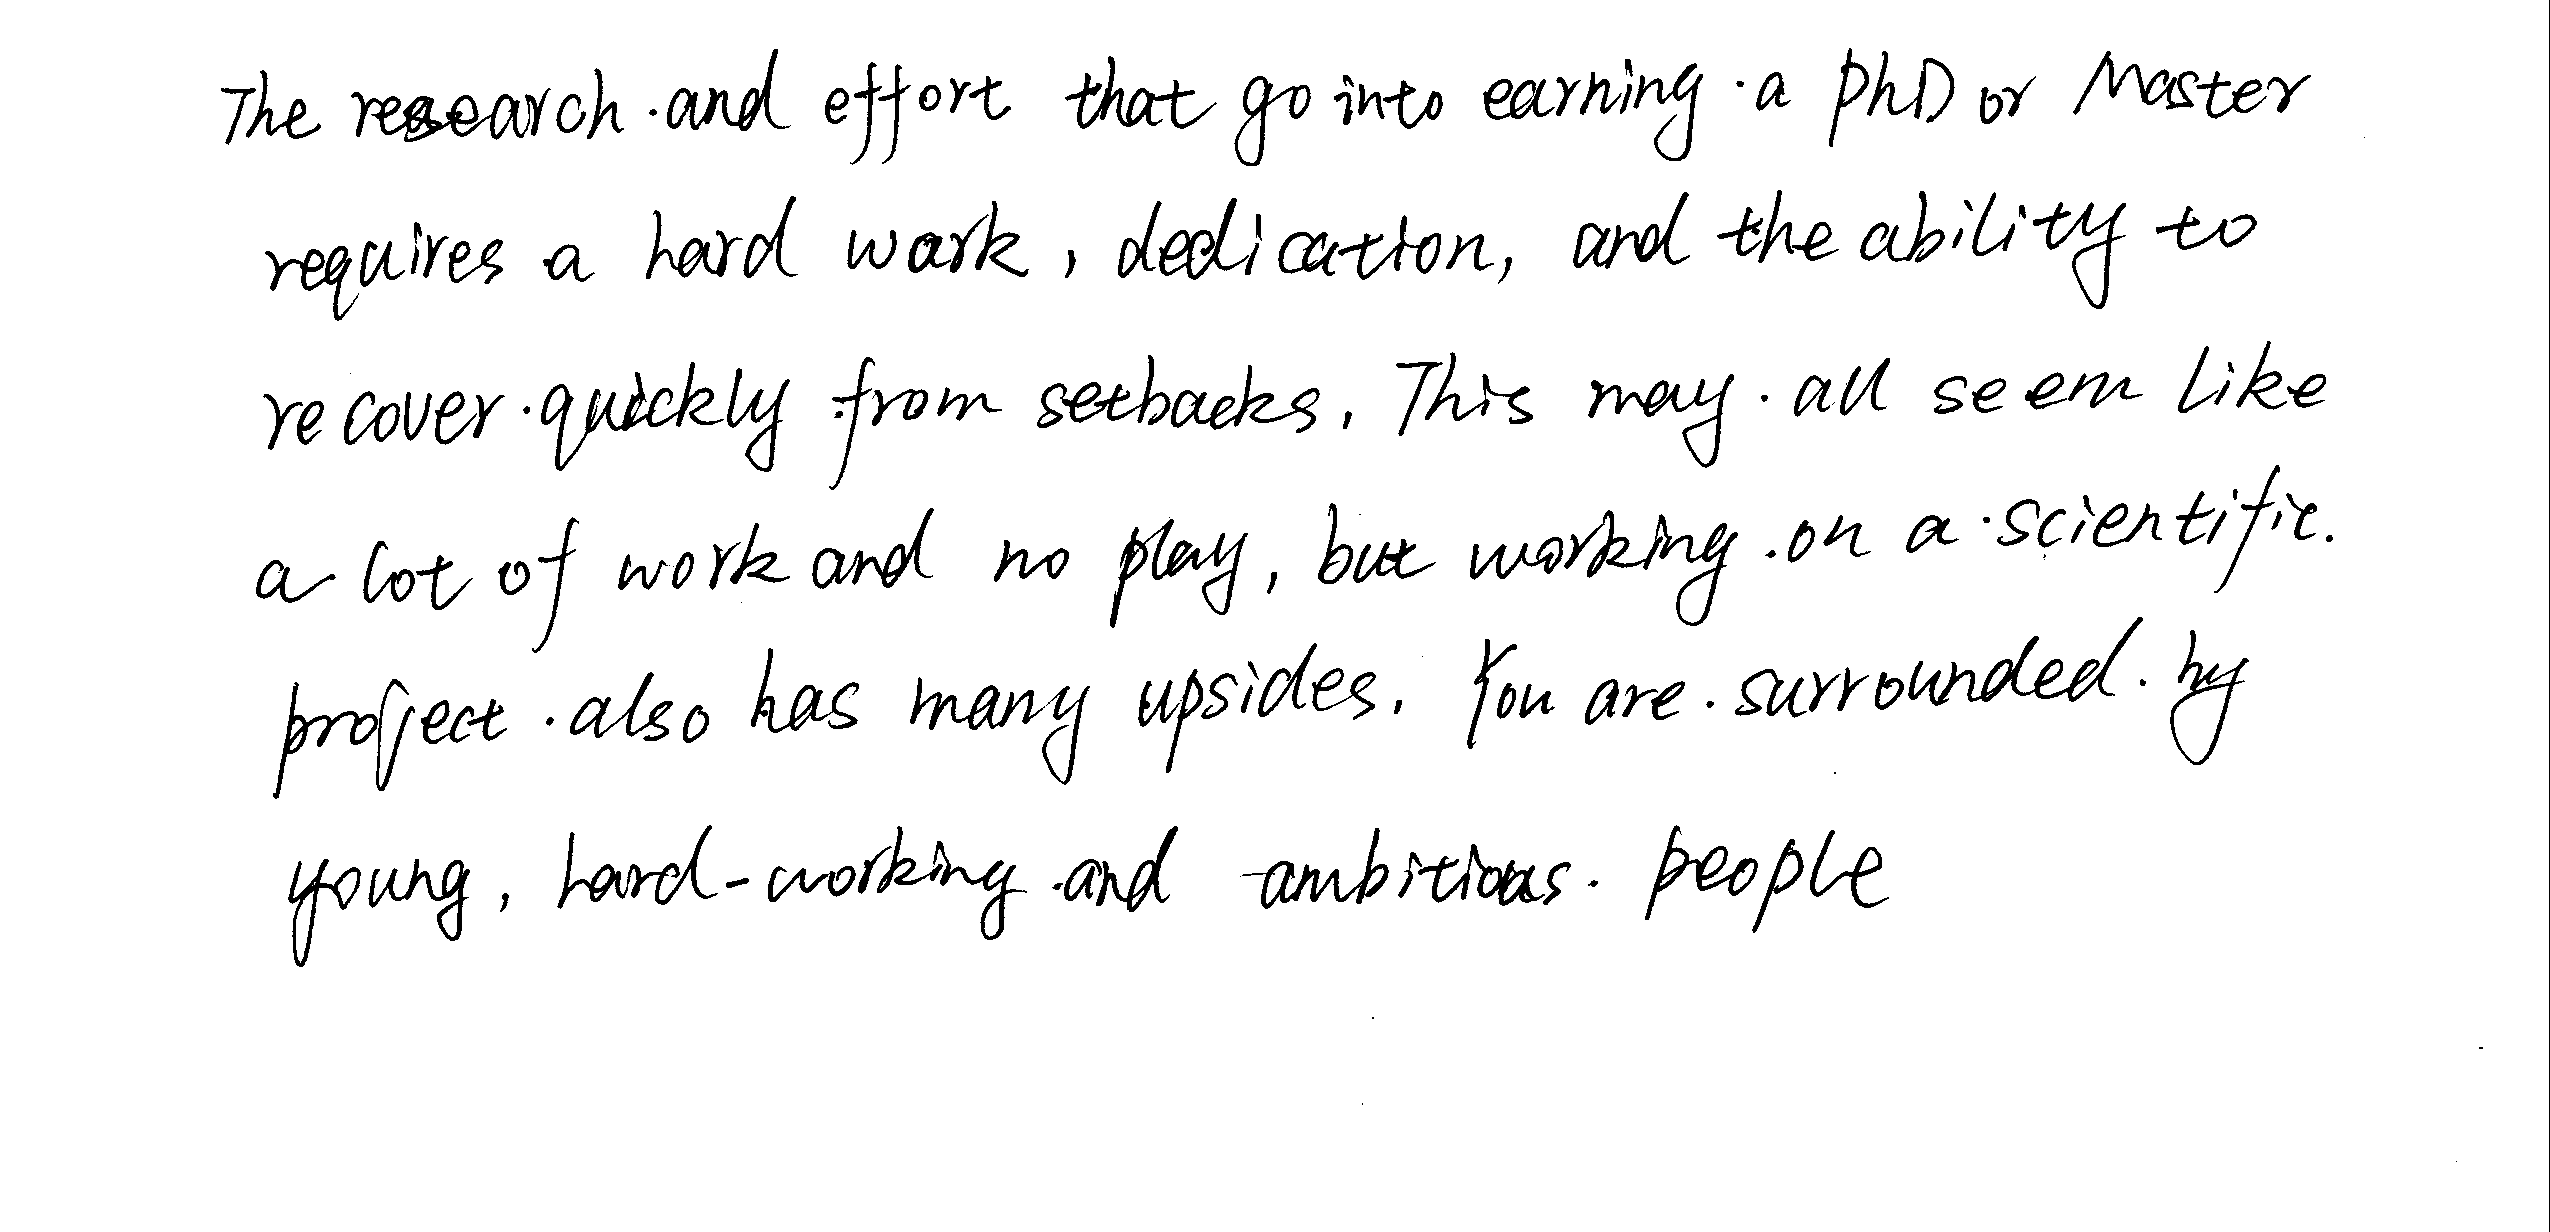 The research and effort that go into earning a PhD or Master
requires a hard work, dedication, and the ability to
recover quickly from setbacks. This may all seem like
a lot of work and no play, but working on a scientific
project also has many upsides. You are surrounded by
young, hard-working and ambitious people